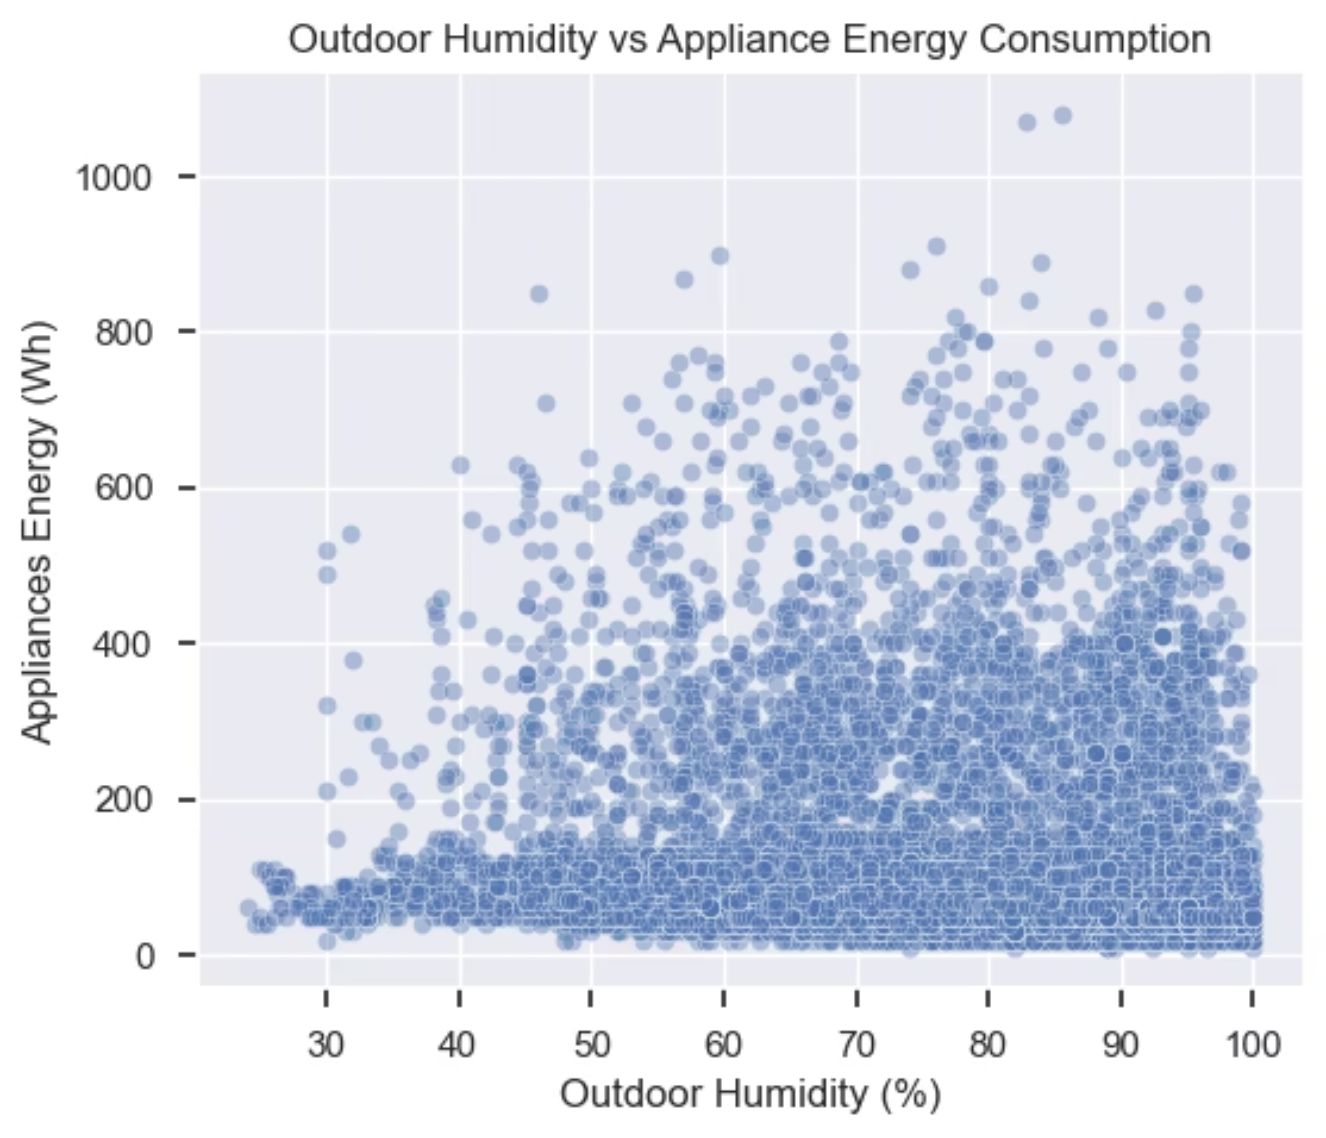 Outdoor Humidity vs Appliance Energy Consumption
1000
800
600
400
200
0
Appliances Energy (Wh)
30 40 50 60 70 80 90 100
Outdoor Humidity (%)